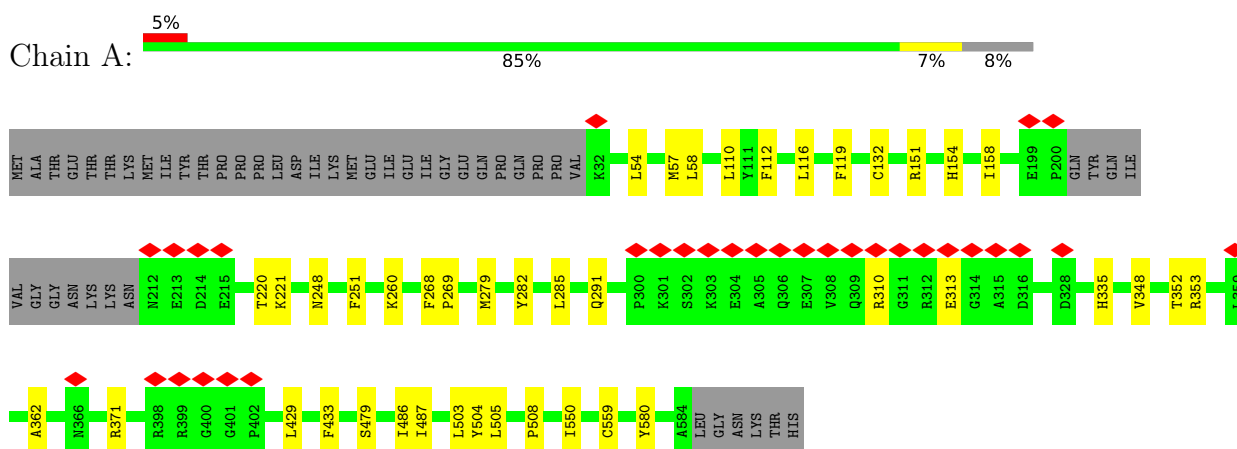 5%
Chain A:
85% 7% 8%
MET ALA THR GLU THR THR LYS MET ILE TYR THR PRO PRO PRO LEU ASP ILE LYS MET GLU ILE GLU ILE GLY GLU GLN PRO GLN PRO PRO VAL K32 L54 M57 L58 L110 Y111 F112 L116 F119 C132 R151 H154 I158 E199 P200 GLN TYR GLN ILE
VAL GLY GLY ASN LYS LYS ASN N212 E213 D214 E215 T220 K221 N248 F251 K260 F268 P269 M279 Y282 L285 Q291 P300 K301 S302 K303 E304 A305 Q306 E307 V308 Q309 R310 G311 R312 E313 G314 A315 D316 D328 H335 V348 T352 R353
A362 N366 R371 R398 R399 G400 G401 P402 L429 F433 S479 I486 I487 L503 Y504 L505 P508 I550 C559 Y580 A584 LEU GLY ASN LYS THR HIS